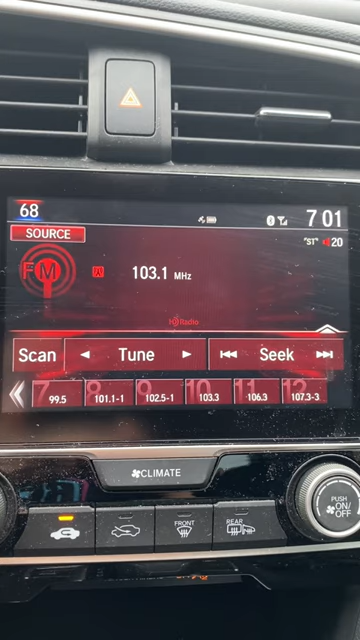 68
7 01
SOURCE
"ST" 20
FM
103.1 MHz
HD Radio
Scan Tune Seek
7 8 9 10 11 12
99.5 101.1-1 102.5-1 103.3 106.3 107.3-3
CLIMATE
PUSH
ON/
OFF
FRONT REAR